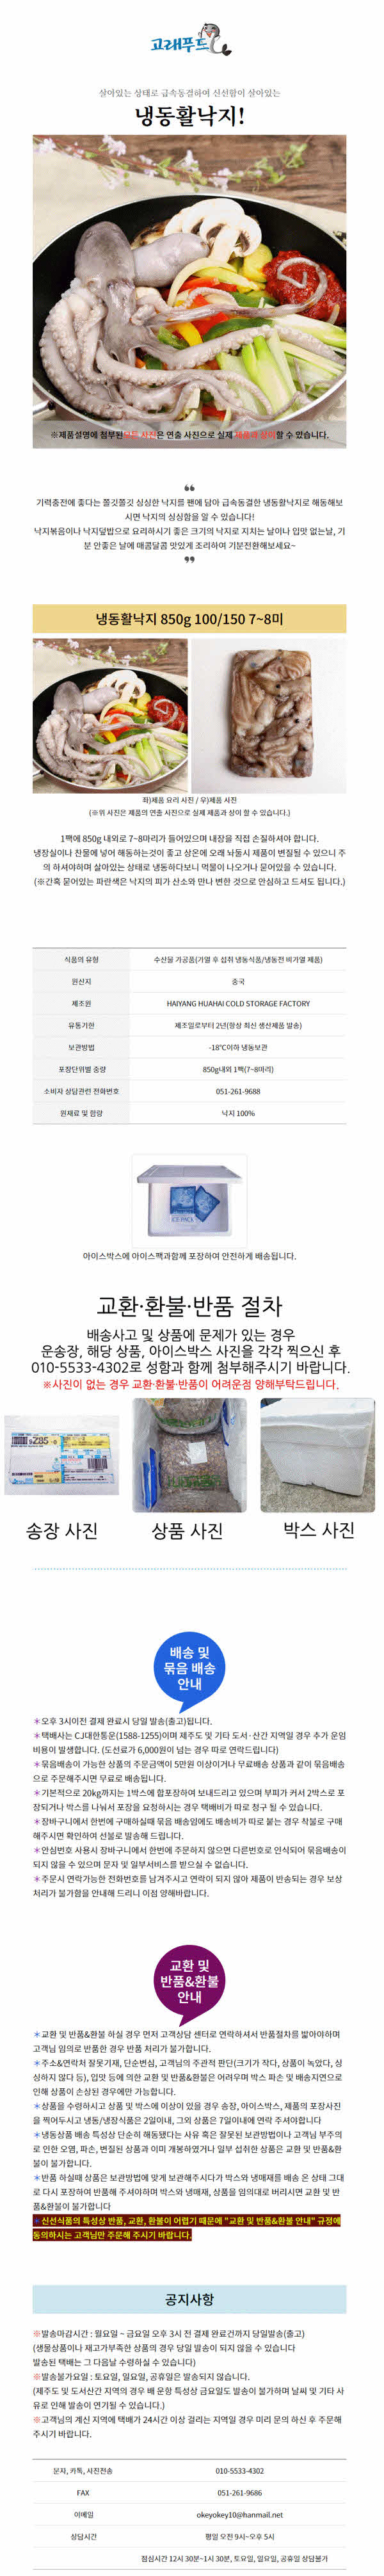 고래푸드
살아있는 상태로 급속동결하여 신선함이 살아있는
냉동활낙지!
※제품설명에 첨부된 모든 사진은 연출 사진으로 실제 제품과 상이할 수 있습니다.
기력충전에 좋다는 쫄깃쫄깃 싱싱한 낙지를 팬에 담아 급속동결한 냉동활낙지로 해동해보
시면 낙지의 싱싱함을 알 수 있습니다!
낙지볶음이나 낙지덮밥으로 요리하시기 좋은 크기의 낙지로 지치는 날이나 입맛 없는날, 기
분 안좋은 날에 매콤달콤 맛있게 조리하여 기분전환해보세요~
냉동활낙지 850g 100/150 7~8미
좌)제품 요리 사진 / 우)제품 사진
(※위 사진은 제품의 연출 사진으로 실제 제품과 상이 할 수 있습니다.)
1팩에 850g 내외로 7~8마리가 들어있으며 내장을 직접 손질하셔야 합니다.
냉장실이나 찬물에 넣어 해동하는것이 좋고 상온에 오래 놔둘시 제품이 변질될 수 있으니 주
의 하셔야하며 살아있는 상태로 냉동하다보니 먹물이 나오거나 묻어있을 수 있습니다.
(※간혹 묻어있는 파란색은 낙지의 피가 산소와 만나 변한 것으로 안심하고 드셔도 됩니다.)
식품의 유형 수산물 가공품(가열 후 섭취 냉동식품/냉동전 비가열 제품)
원산지 중국
제조원 HAIYANG HUAHAI COLD STORAGE FACTORY
유통기한 제조일로부터 2년(항상 최신 생산제품 발송)
보관방법 -18℃이하 냉동보관
포장단위별 중량 850g내외 1팩(7~8마리)
소비자 상담관련 전화번호 051-261-9688
원재료 및 함량 낙지 100%
ICE PACK
아이스박스에 아이스팩과함께 포장하여 안전하게 배송됩니다.
교환·환불·반품 절차
배송사고 및 상품에 문제가 있는 경우
운송장, 해당 상품, 아이스박스 사진을 각각 찍으신 후
010-5533-4302로 성함과 함께 첨부해주시기 바랍니다.
※사진이 없는 경우 교환·환불·반품이 어려운점 양해부탁드립니다.
송장 사진 상품 사진 박스 사진
배송 및
묶음 배송
안내
＊오후 3시이전 결제 완료시 당일 발송(출고)됩니다.
＊택배사는 CJ대한통운(1588-1255)이며 제주도 및 기타 도서·산간 지역일 경우 추가 운임
비용이 발생합니다. (도선료가 6,000원이 넘는 경우 따로 연락드립니다)
＊묶음배송이 가능한 상품의 주문금액이 5만원 이상이거나 무료배송 상품과 같이 묶음배송
으로 주문해주시면 무료로 배송됩니다.
＊기본적으로 20kg까지는 1박스에 합포장하여 보내드리고 있으며 부피가 커서 2박스로 포
장되거나 박스를 나눠서 포장을 요청하시는 경우 택배비가 따로 청구 될 수 있습니다.
＊장바구니에서 한번에 구매하실때 묶음 배송임에도 배송비가 따로 붙는 경우 착불로 구매
해주시면 확인하여 선불로 발송해 드립니다.
＊안심번호 사용시 장바구니에서 한번에 주문하지 않으면 다른번호로 인식되어 묶음배송이
되지 않을 수 있으며 문자 및 일부서비스를 받으실 수 없습니다.
＊주문시 연락가능한 전화번호를 남겨주시고 연락이 되지 않아 제품이 반송되는 경우 보상
처리가 불가함을 안내해 드리니 이점 양해바랍니다.
교환 및
반품&환불
안내
＊교환 및 반품&환불 하실 경우 먼저 고객상담 센터로 연락하셔서 반품절차를 밟아야하며
고객님 임의로 반품한 경우 반품 처리가 불가합니다.
＊주소&연락처 잘못기재, 단순변심, 고객님의 주관적 판단(크기가 작다, 상품이 녹았다, 싱
싱하지 않다 등), 입맛 등에 의한 교환 및 반품&환불은 어려우며 박스 파손 및 배송지연으로
인해 상품이 손상된 경우에만 가능합니다.
＊상품을 수령하시고 상품 및 박스에 이상이 있을 경우 송장, 아이스박스, 제품의 포장사진
을 찍어두시고 냉동/냉장식품은 2일이내, 그외 상품은 7일이내에 연락 주셔야합니다
＊냉동상품 배송 특성상 단순히 해동됐다는 사유 혹은 잘못된 보관방법이나 고객님 부주의
로 인한 오염, 파손, 변질된 상품과 이미 개봉하였거나 일부 섭취한 상품은 교환 및 반품&환
불이 불가합니다.
＊반품 하실때 상품은 보관방법에 맞게 보관해주시다가 박스와 냉매재를 배송 온 상태 그대
로 다시 포장하여 반품해 주셔야하며 박스와 냉매재, 상품을 임의대로 버리시면 교환 및 반
품&환불이 불가합니다
＊신선식품의 특성상 반품, 교환, 환불이 어렵기 때문에 "교환 및 반품&환불 안내" 규정에
동의하시는 고객님만 주문해 주시기 바랍니다.
공지사항
※발송마감시간 : 월요일 ~ 금요일 오후 3시 전 결제 완료건까지 당일발송(출고)
(생물상품이나 재고가부족한 상품의 경우 당일 발송이 되지 않을 수 있습니다
발송된 택배는 그 다음날 수령하실 수 있습니다)
※발송불가요일 : 토요일, 일요일, 공휴일은 발송되지 않습니다.
(제주도 및 도서산간 지역의 경우 배 운항 특성상 금요일도 발송이 불가하며 날씨 및 기타 사
유로 인해 발송이 연기될 수 있습니다.)
※고객님의 계신 지역에 택배가 24시간 이상 걸리는 지역일 경우 미리 문의 하신 후 주문해
주시기 바랍니다.
문자, 카톡, 사진전송 010-5533-4302
FAX 051-261-9686
이메일 okeyokey10@hanmail.net
상담시간 평일 오전 9시~오후 5시
점심시간 12시 30분~1시 30분, 토요일, 일요일, 공휴일 상담불가